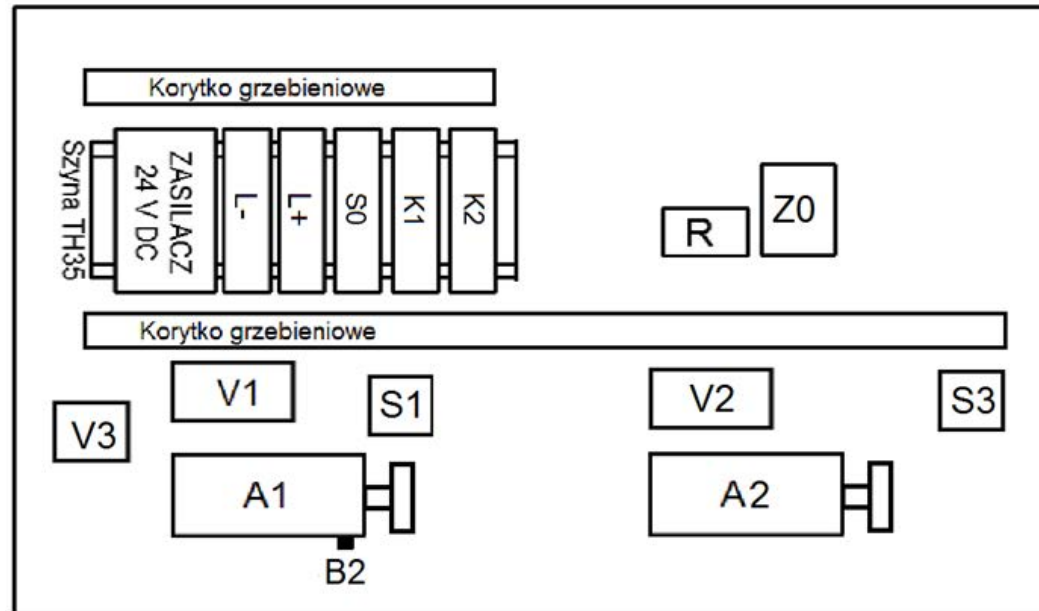 Korytko grzebieniowe
Szyna TH35
ZASILACZ
24 V DC
L-
L+
S0
K1
K2
R
Z0
Korytko grzebieniowe
V1
S1
V2
S3
V3
A1
A2
B2